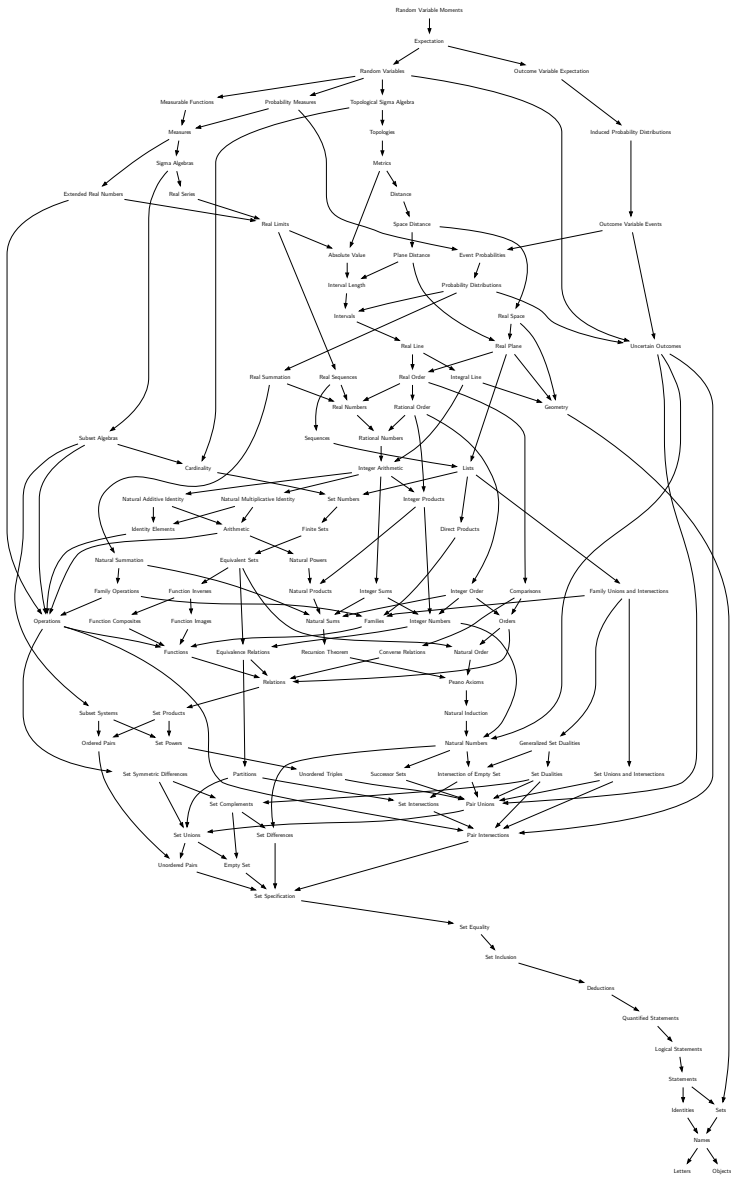 Random Variable Moments
Expectation
Random Variables
Outcome Variable Expectation
Measurable Functions
Probability Measures
Topological Sigma Algebra
Measures
Topologies
Induced Probability Distributions
Sigma Algebras
Metrics
Extended Real Numbers
Real Series
Distance
Real Limits
Space Distance
Outcome Variable Events
Absolute Value
Plane Distance
Event Probabilities
Interval Length
Probability Distributions
Intervals
Real Space
Real Line
Real Plane
Uncertain Outcomes
Real Summation
Real Sequences
Real Order
Integral Line
Real Numbers
Rational Order
Geometry
Subset Algebras
Sequences
Rational Numbers
Cardinality
Integer Arithmetic
Lists
Natural Additive Identity
Natural Multiplicative Identity
Set Numbers
Integer Products
Identity Elements
Arithmetic
Finite Sets
Direct Products
Natural Summation
Equivalent Sets
Natural Powers
Family Operations
Function Inverses
Natural Products
Integer Sums
Integer Order
Comparisons
Family Unions and Intersections
Operations
Function Composites
Function Images
Natural Sums
Families
Integer Numbers
Orders
Functions
Equivalence Relations
Recursion Theorem
Converse Relations
Natural Order
Relations
Peano Axioms
Subset Systems
Set Products
Natural Induction
Ordered Pairs
Set Powers
Natural Numbers
Generalized Set Dualities
Set Symmetric Differences
Partitions
Unordered Triples
Successor Sets
Intersection of Empty Set
Set Dualities
Set Unions and Intersections
Set Complements
Set Intersections
Pair Unions
Set Unions
Set Differences
Pair Intersections
Unordered Pairs
Empty Set
Set Specification
Set Equality
Set Inclusion
Deductions
Quantified Statements
Logical Statements
Statements
Identities
Sets
Names
Letters
Objects